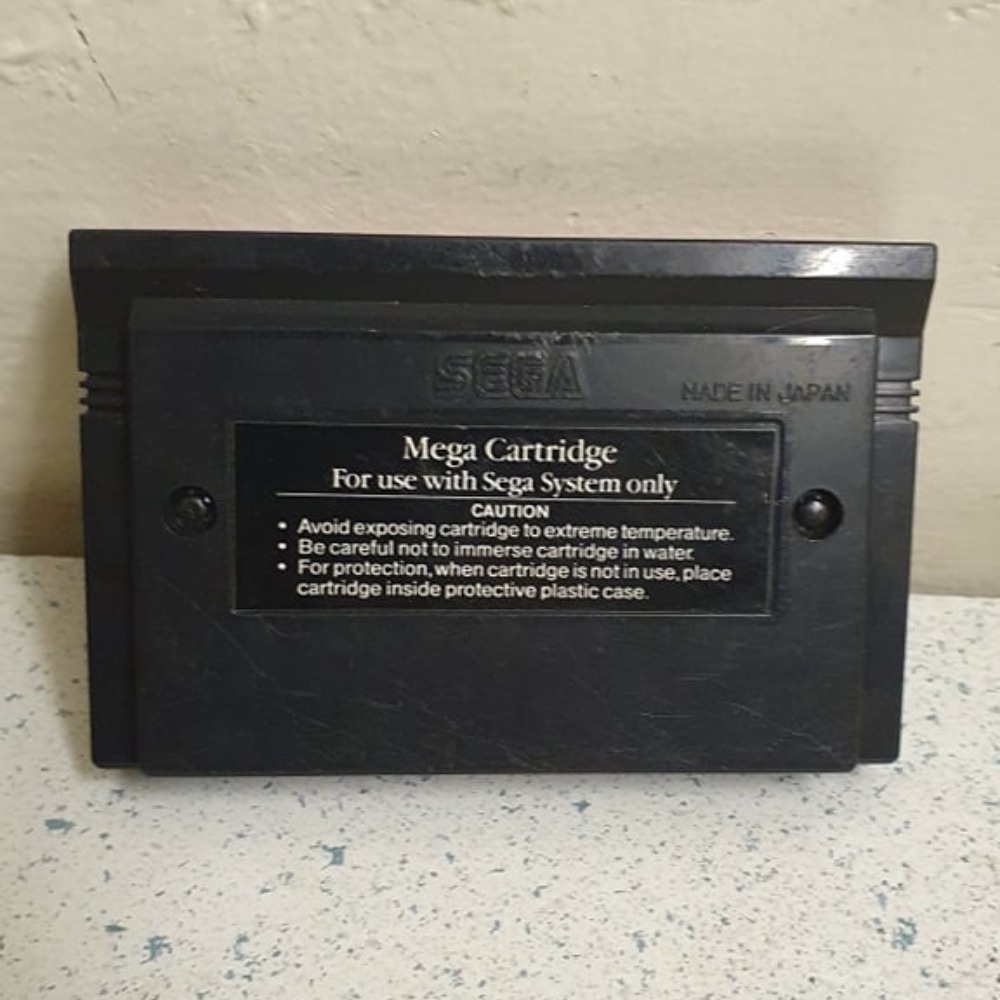 SEGA
MADE IN JAPAN
Mega Cartridge
For use with Sega System only
CAUTION
• Avoid exposing cartridge to extreme temperature.
• Be careful not to immerse cartridge in water.
• For protection, when cartridge is not in use, place
cartridge inside protective plastic case.